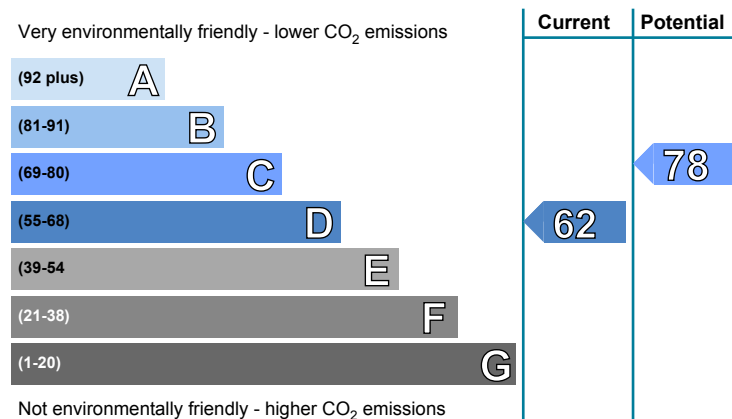 Very environmentally friendly - lower CO₂ emissions
Current
Potential
(92 plus) A
(81-91) B
(69-80) C
78
(55-68) D
62
(39-54 E
(21-38) F
(1-20) G
Not environmentally friendly - higher CO₂ emissions